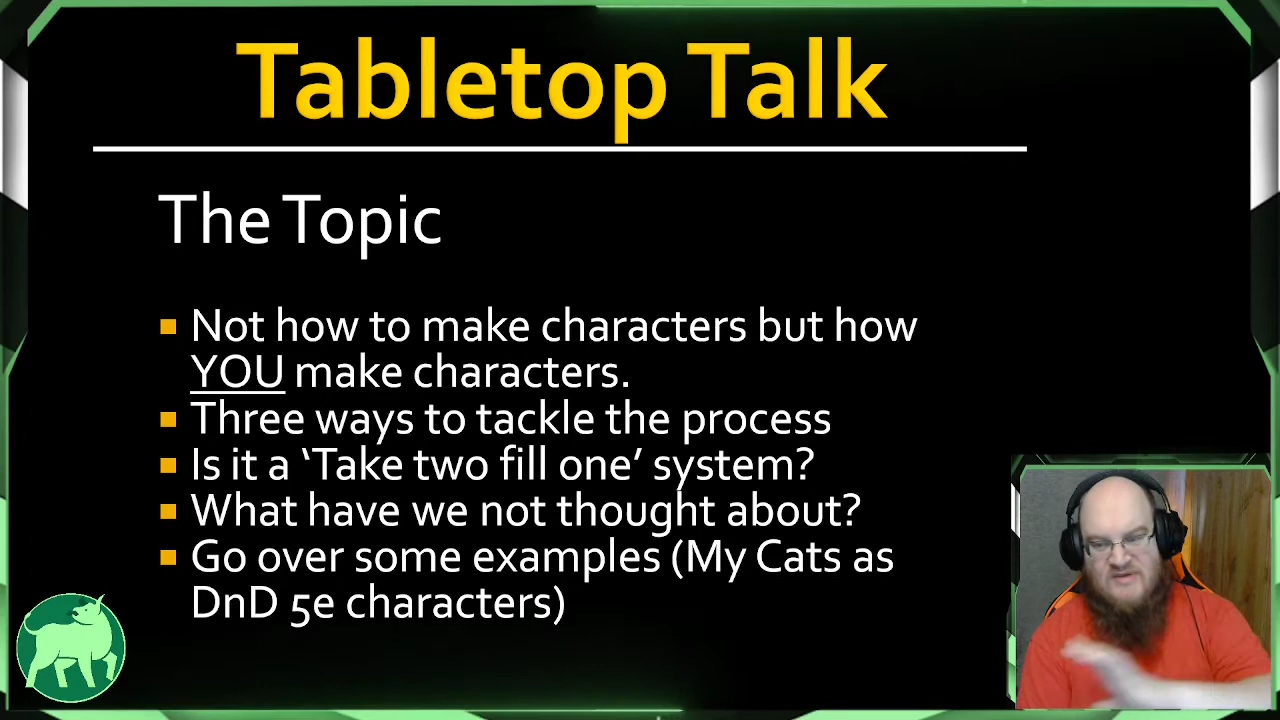 Tabletop Talk
The Topic
Not how to make characters but how
YOU make characters.
Three ways to tackle the process
Is it a ‘Take two fill one’ system?
What have we not thought about?
Go over some examples (My Cats as
DnD 5e characters)